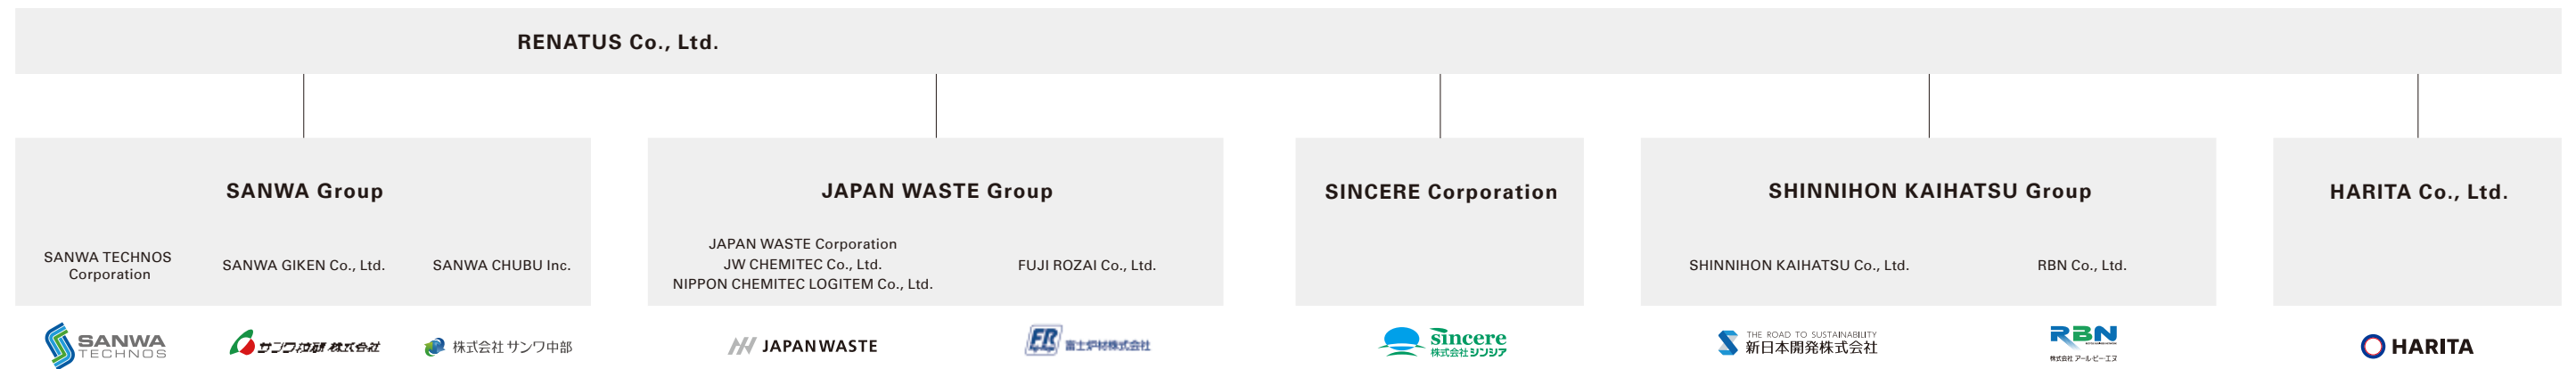 RENATUS Co., Ltd.
SANWA Group
SANWA TECHNOS
Corporation
SANWA GIKEN Co., Ltd.
SANWA CHUBU Inc.
JAPAN WASTE Group
JAPAN WASTE Corporation
JW CHEMITEC Co., Ltd.
NIPPON CHEMITEC LOGITEM Co., Ltd.
FUJI ROZAI Co., Ltd.
SINCERE Corporation
SHINNIHON KAIHATSU Group
SHINNIHON KAIHATSU Co., Ltd.
RBN Co., Ltd.
HARITA Co., Ltd.
SANWA
TECHNOS
サンワ技研 株式会社
株式会社 サンワ中部
JAPAN WASTE
FR
富士炉材株式会社
sincere
株式会社 シンシア
THE ROAD TO SUSTAINABILITY
新日本開発株式会社
RBN
株式会社 アール・ビー・エヌ
HARITA